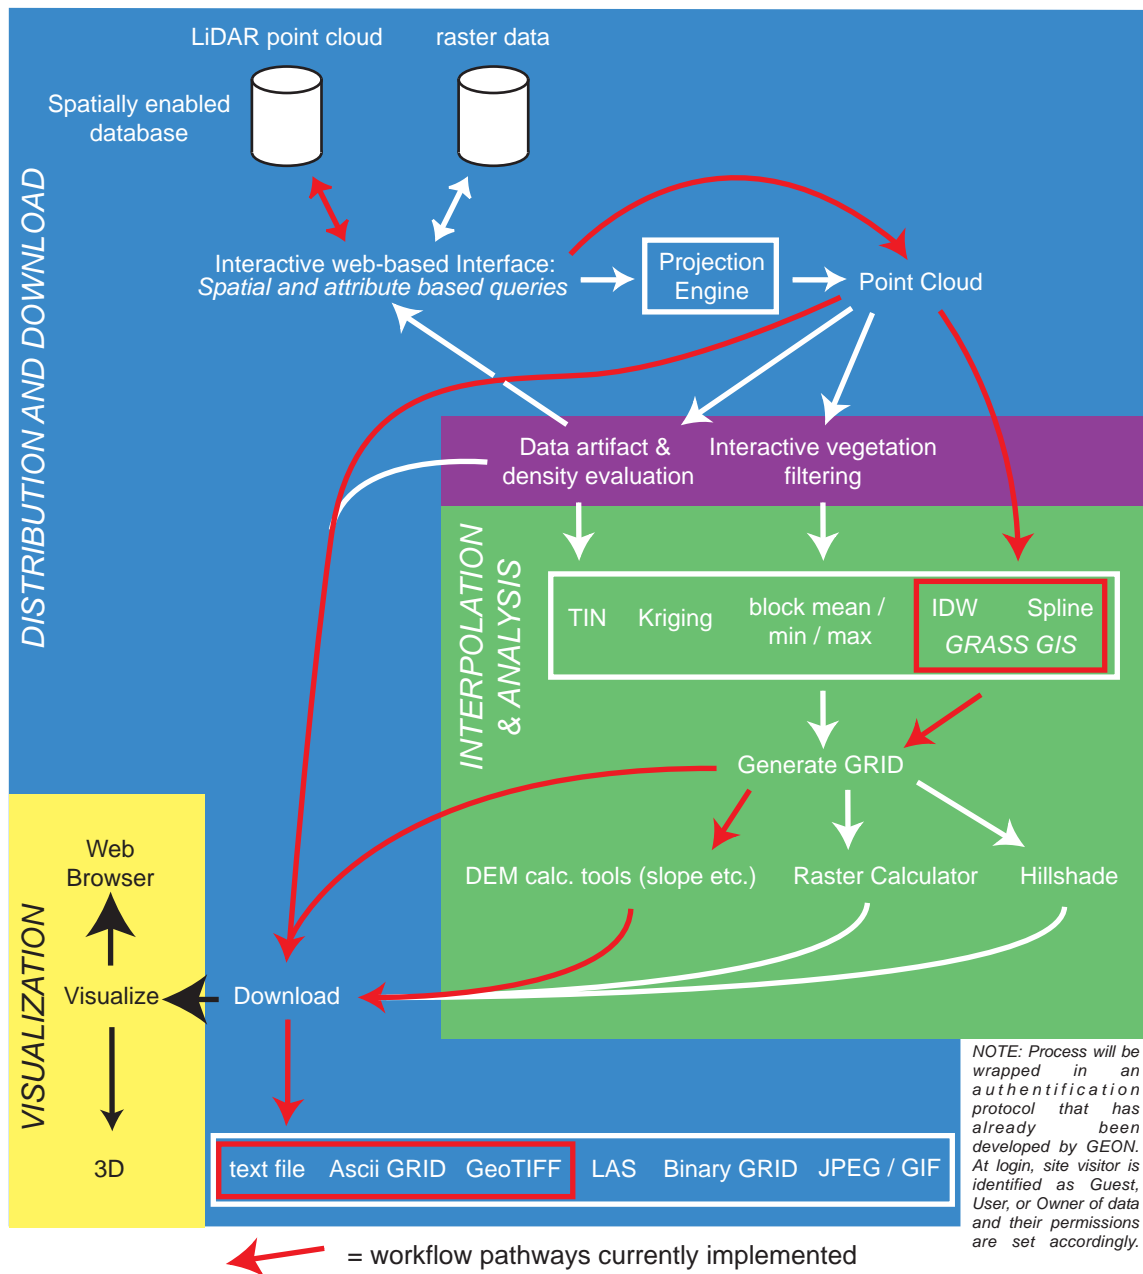 LiDAR point cloud
raster data
Spatially enabled
database
DISTRIBUTION AND DOWNLOAD
Interactive web-based Interface:
Spatial and attribute based queries
Projection
Engine
Point Cloud
Data artifact &
density evaluation
Interactive vegetation
filtering
INTERPOLATION
& ANALYSIS
TIN
Kriging
block mean /
min / max
IDW
Spline
GRASS GIS
Generate GRID
DEM calc. tools (slope etc.)
Raster Calculator
Hillshade
VISUALIZATION
Web
Browser
Visualize
Download
3D
text file
Ascii GRID
GeoTIFF
LAS
Binary GRID
JPEG / GIF
NOTE: Process will be
wrapped in an
authentification
protocol that has
already been
developed by GEON.
At login, site visitor is
identified as Guest,
User, or Owner of data
and their permissions
are set accordingly.
= workflow pathways currently implemented